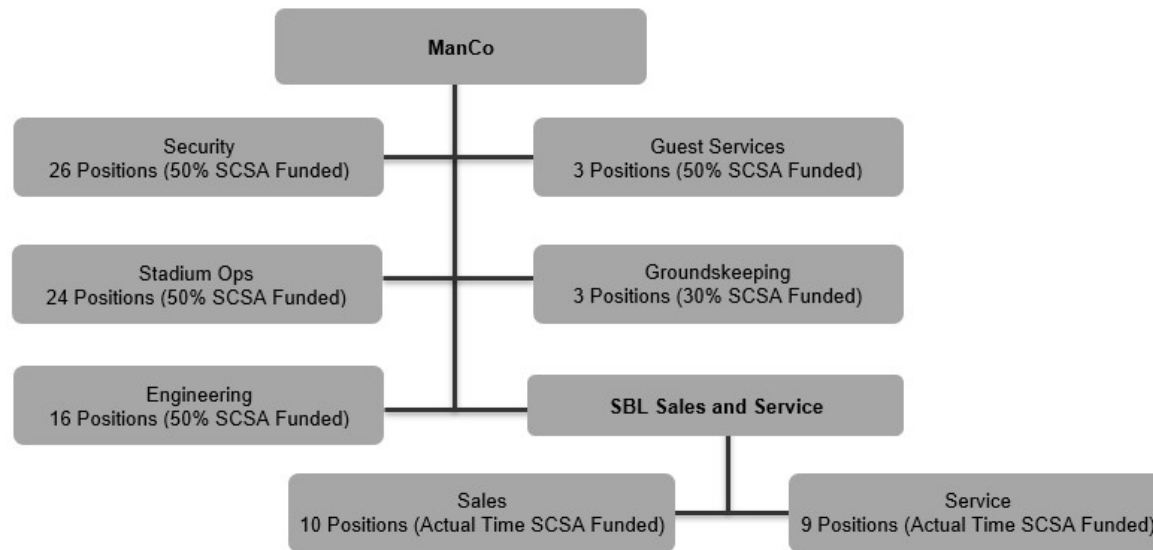 ManCo
Security
26 Positions (50% SCSA Funded)
Guest Services
3 Positions (50% SCSA Funded)
Stadium Ops
24 Positions (50% SCSA Funded)
Groundskeeping
3 Positions (30% SCSA Funded)
Engineering
16 Positions (50% SCSA Funded)
SBL Sales and Service
Sales
10 Positions (Actual Time SCSA Funded)
Service
9 Positions (Actual Time SCSA Funded)